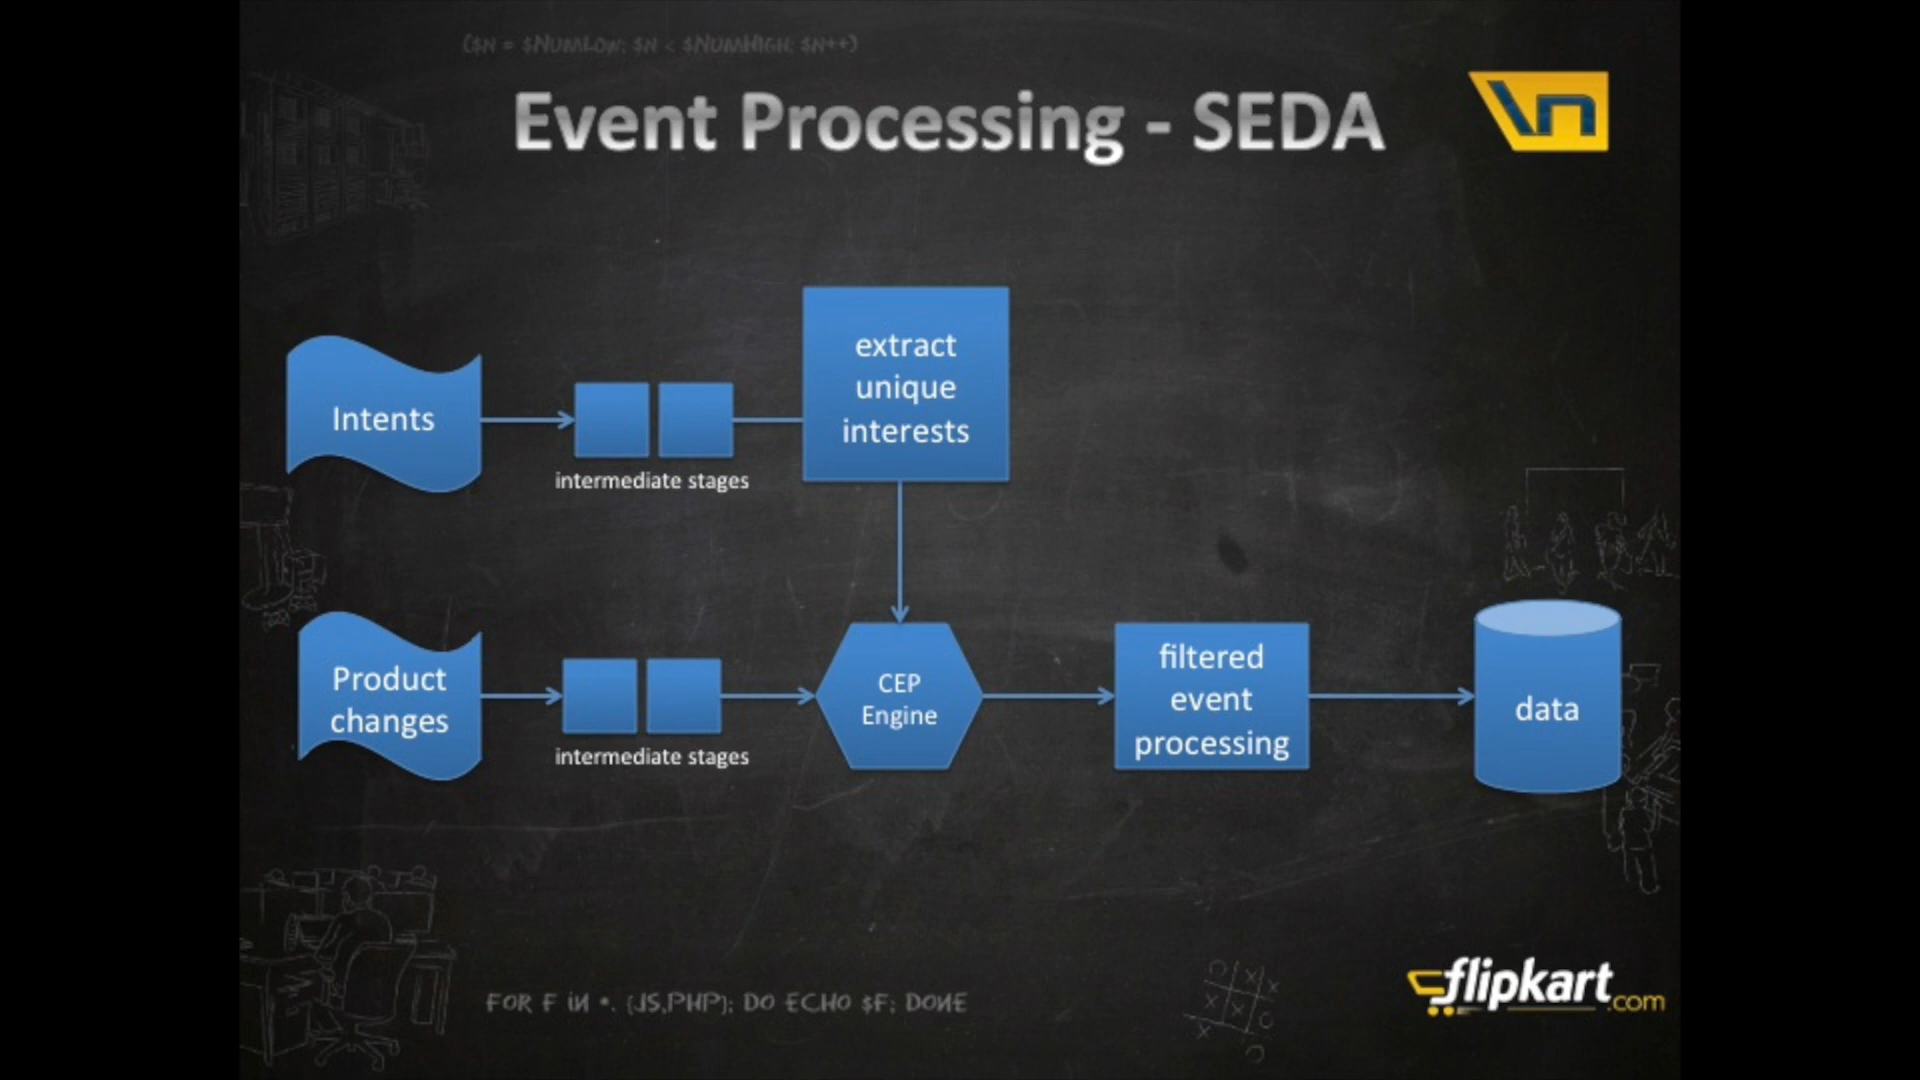 ($N = $NUMLOW; $N < $NUMHIGH; $N++)
Event Processing - SEDA
\n
extract
unique
interests
Intents
intermediate stages
Product
changes
intermediate stages
CEP
Engine
filtered
event
processing
data
FOR F IN *. {JS,PHP}; DO ECHO $F; DONE
flipkart.com